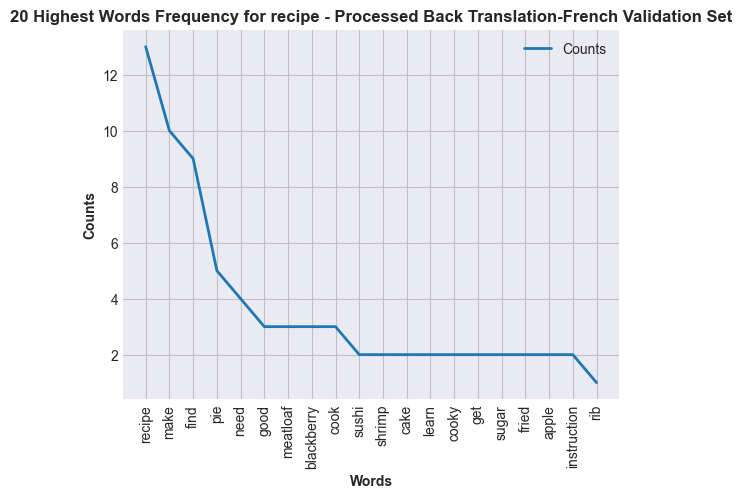 20 Highest Words Frequency for recipe - Processed Back Translation-French Validation Set
Counts
12
10
8
6
4
2
Counts
recipe
make
find
pie
need
good
meatloaf
blackberry
cook
sushi
shrimp
cake
learn
cooky
get
sugar
fried
apple
instruction
rib
Words